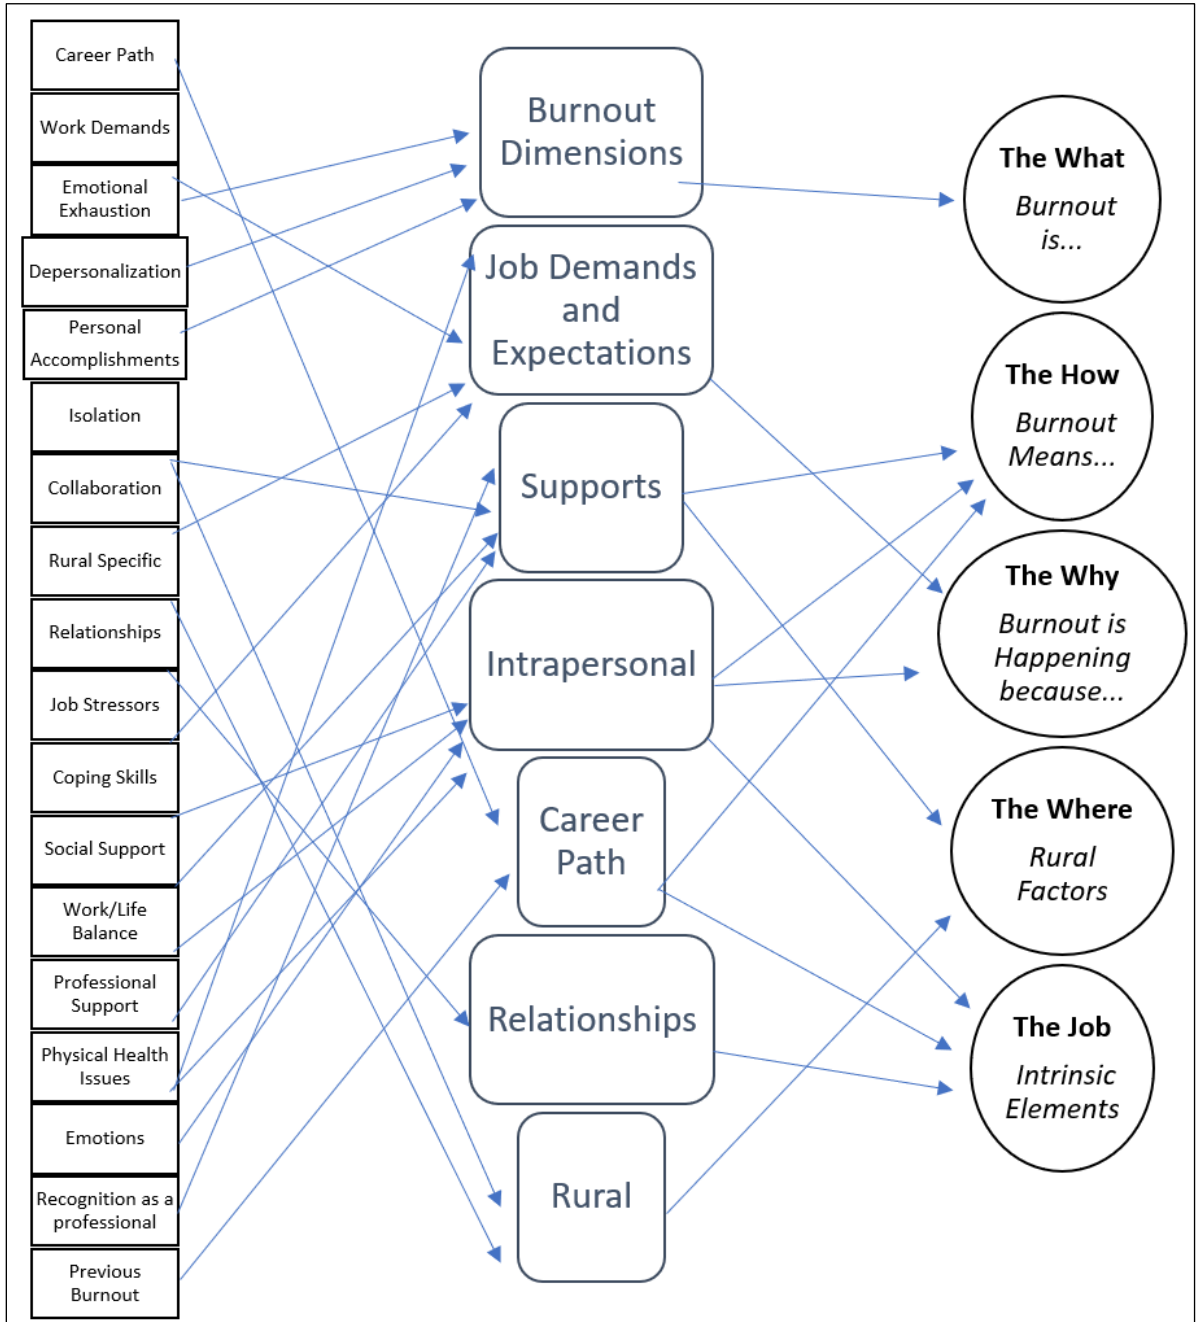 Career Path
Work Demands
Emotional
Exhaustion
Depersonalization
Personal
Accomplishments
Isolation
Collaboration
Rural Specific
Relationships
Job Stressors
Coping Skills
Social Support
Work/Life
Balance
Professional
Support
Physical Health
Issues
Emotions
Recognition as a
professional
Previous
Burnout
Burnout
Dimensions
Job Demands
and
Expectations
Supports
Intrapersonal
Career
Path
Relationships
Rural
The What
Burnout
is...
The How
Burnout
Means...
The Why
Burnout is
Happening
because...
The Where
Rural
Factors
The Job
Intrinsic
Elements